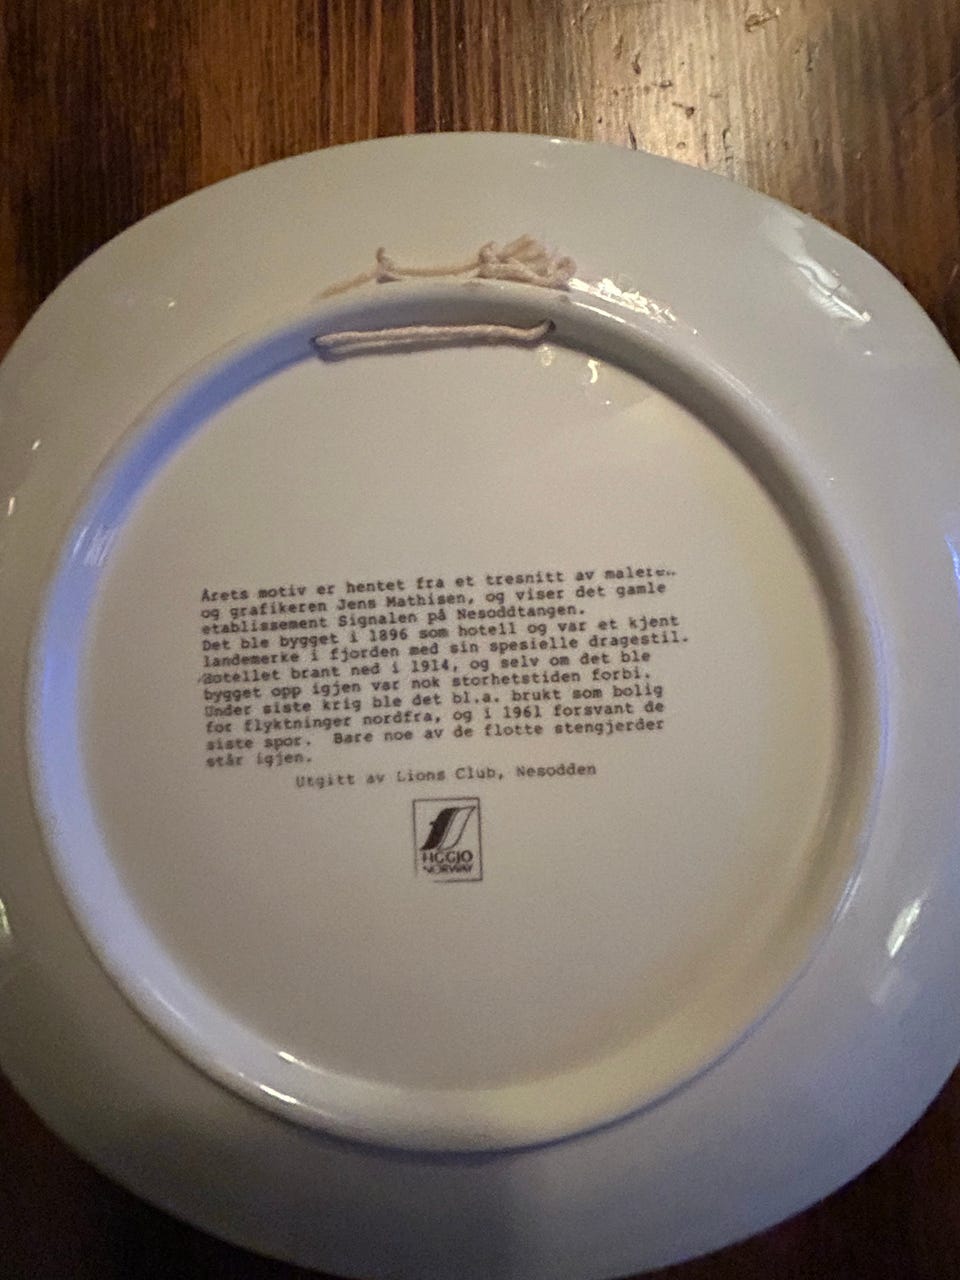 Årets motiv er hentet fra et tresnitt av
og grafikeren Jens Mathisen, og viser det gamle
etablissement Signalen på Nesoddtangen.
Det ble bygget i 1896 som hotell og var et kjent
landemerke i fjorden med sin spesielle dragestil.
Hotellet brant ned i 1914, og selv om det ble
bygget opp igjen var nok storhetstiden forbi.
Under siste krig ble det bl.a. brukt som bolig
for flyktninger nordfra, og i 1961 forsvant de
siste spor. Bare noe av de flotte stengjerder
står igjen.
Utgitt av Lions Club, Nesodden
FIGGJO
NORWAY